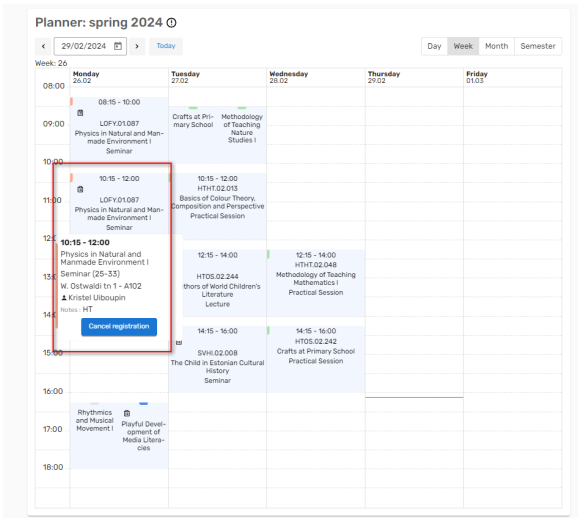 Planner: spring 2024
29/02/2024
Today
Day
Week
Month
Semester
Week: 26
Monday
26.02
Tuesday
27.02
Wednesday
28.02
Thursday
29.02
Friday
01.03
08:00
09:00
10:00
11:00
12:0
13:0
14:0
15:00
16:00
17:00
18:00
08:15 - 10:00
LOFY.01.087
Physics in Natural and Man-
made Environment I
Seminar
10:15 - 12:00
LOFY.01.087
Physics in Natural and Man-
made Environment I
Seminar
10:15 - 12:00
Physics in Natural and
Manmade Environment I
Seminar (25-33)
W. Ostwaldi tn 1 - A102
Kristel Uiboupin
Notes : HT
Cancel registration
Rhythmics
and Musical
Movement I
Playful Devel-
opment of
Media Litera-
cies
Crafts at Pri-
mary School
Methodology
of Teaching
Nature
Studies I
10:15 - 12:00
HTHT.02.013
Basics of Colour Theory,
Composition and Perspective
Practical Session
12:15 - 14:00
HTOS.02.244
thors of World Children's
Literature
Lecture
14:15 - 16:00
SVHI.02.008
The Child in Estonian Cultural
History
Seminar
12:15 - 14:00
HTHT.02.048
Methodology of Teaching
Mathematics I
Practical Session
14:15 - 16:00
HTOS.02.242
Crafts at Primary School
Practical Session